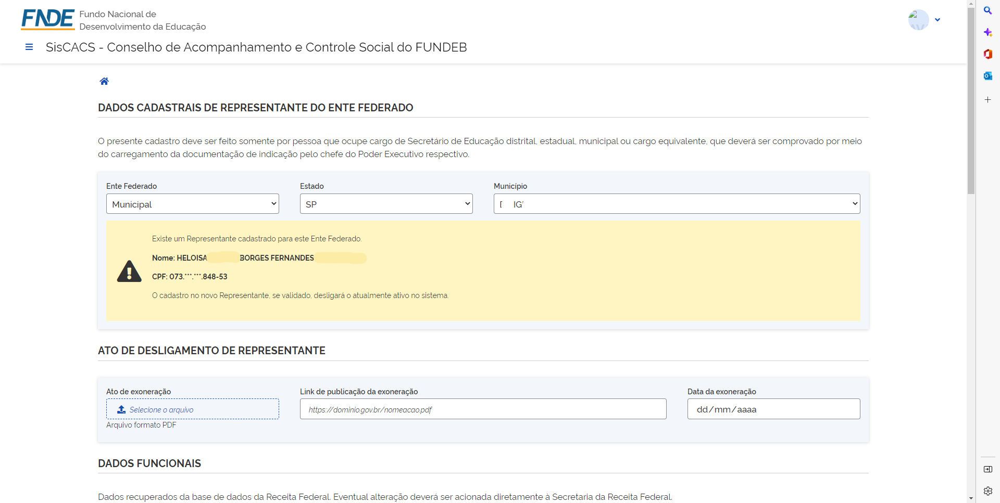 FNDE
Fundo Nacional de
Desenvolvimento da Educação
SisCACS - Conselho de Acompanhamento e Controle Social do FUNDEB
DADOS CADASTRAIS DE REPRESENTANTE DO ENTE FEDERADO
O presente cadastro deve ser feito somente por pessoa que ocupe cargo de Secretário de Educação distrital, estadual, municipal ou cargo equivalente, que deverá ser comprovado por meio
do carregamento da documentação de indicação pelo chefe do Poder Executivo respectivo.
Ente Federado
Municipal
Estado
SP
Município
Existe um Representante cadastrado para este Ente Federado.
Nome: HELOISA BORGES FERNANDES
CPF: 073.***.***.848-53
O cadastro no novo Representante, se validado, desligará o atualmente ativo no sistema.
ATO DE DESLIGAMENTO DE REPRESENTANTE
Ato de exoneração
Selecione o arquivo
Arquivo formato PDF
Link de publicação da exoneração
https://dominio.gov.br/nomeacao.pdf
Data da exoneração
dd/mm/aaaa
DADOS FUNCIONAIS
Dados recuperados da base de dados da Receita Federal. Eventual alteração deverá ser acionada diretamente à Secretaria da Receita Federal.